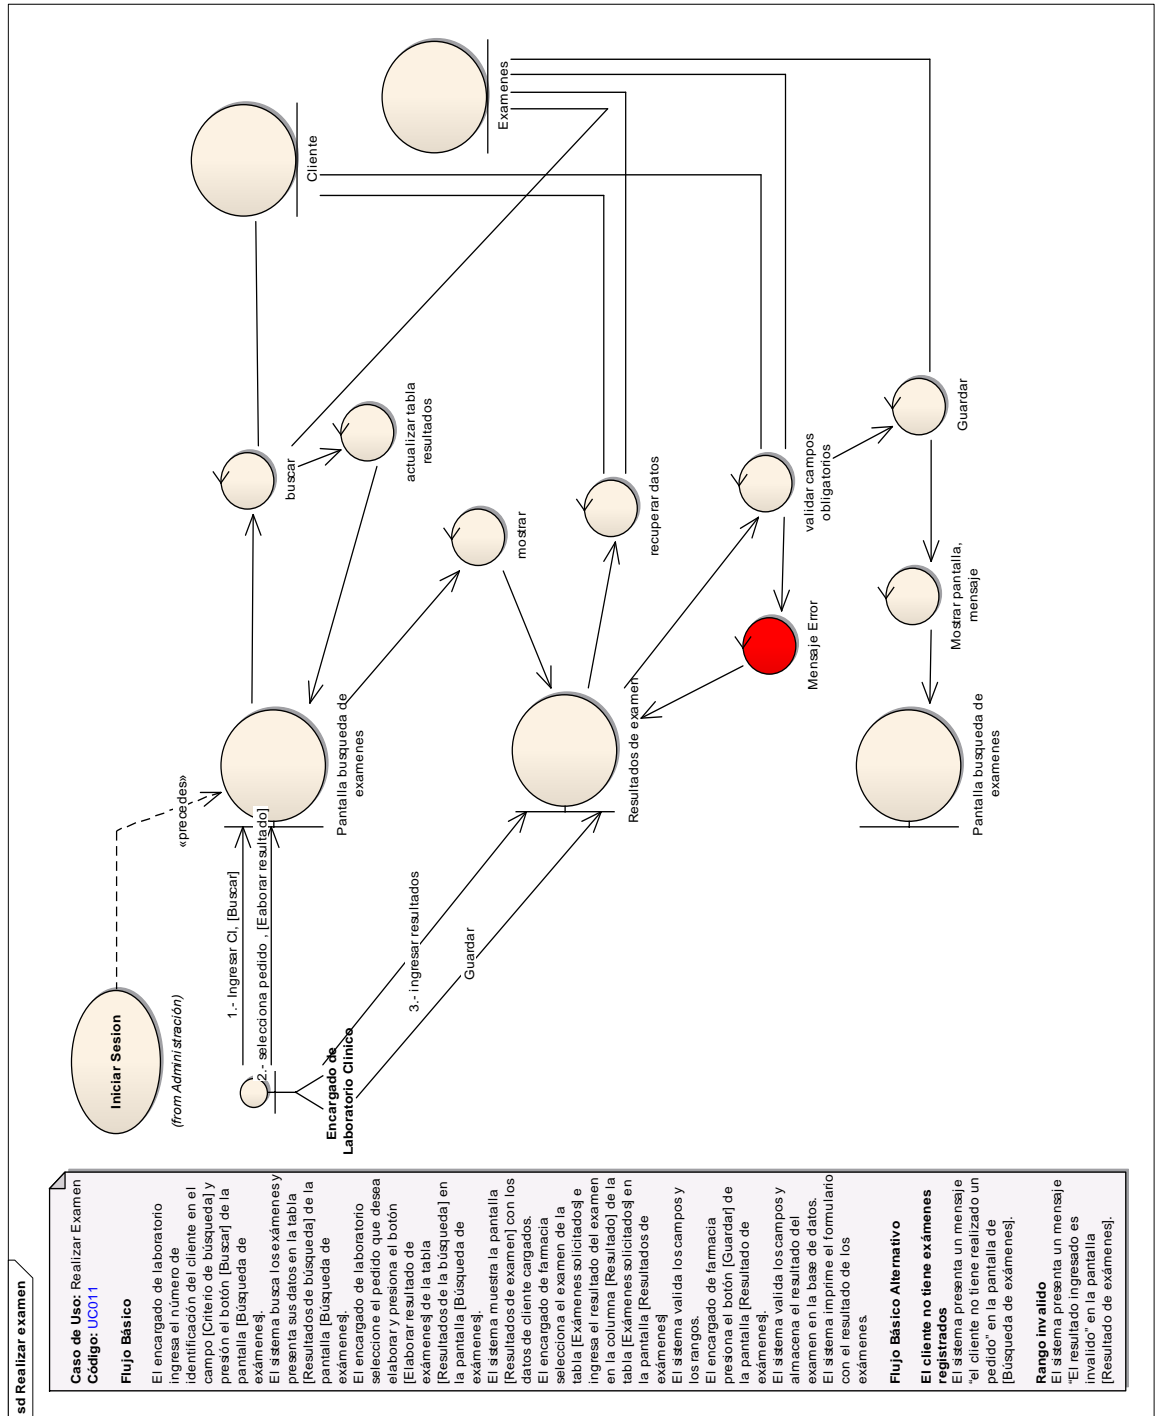 sd Realizar examen
Caso de Uso: Realizar Examen
Código: UC011
Flujo Básico
El encargado de laboratorio
ingresa el número de
identificación del cliente en el
campo [Criterio de búsqueda] y
presión el botón [Buscar] de la
pantalla [Búsqueda de
exámenes].
El sistema busca los exámenes y
presenta sus datos en la tabla
[Resultados de búsqueda] de la
pantalla [Búsqueda de
exámenes].
El encargado de laboratorio
seleccione el pedido que desea
elaborar y presiona el botón
[Elaborar resultado de
exámenes] de la tabla
[Resultados de la búsqueda] en
la pantalla [Búsqueda de
exámenes].
El sistema muestra la pantalla
[Resultados de examen] con los
datos de cliente cargados.
El encargado de farmacia
selecciona el examen de la
tabla [Exámenes solicitados] e
ingresa el resultado del examen
en la columna [Resultado] de la
tabla [Exámenes solicitados] en
la pantalla [Resultados de
exámenes]
El sistema valida los campos y
los rangos.
El encargado de farmacia
presiona el botón [Guardar] de
la pantalla [Resultado de
exámenes].
El sistema valida los campos y
almacena el resultado del
examen en la base de datos.
El sistema imprime el formulario
con el resultado de los
exámenes.
Flujo Básico Alternativo
El cliente no tiene exámenes
registrados
El sistema presenta un mensaje
"el cliente no tiene realizado un
pedido" en la pantalla de
[Búsqueda de exámenes].
Rango invalido
El sistema presenta un mensaje
"El resultado ingresado es
invalido" en la pantalla
[Resultado de exámenes].
Iniciar Sesion
(from Administración)
«precedes»
1.- Ingresar CI, [Buscar]
2.- selecciona pedido , [Eaborar resultado]
Encargado de
Laboratorio Clinico
3.- ingresar resultados
Guardar
Pantalla busqueda de
examenes
Resultados de examen
Pantalla busqueda de
examenes
buscar
actualizar tabla
resultados
mostrar
recuperar datos
validar campos
obligatorios
Mensaje Error
Guardar
Mostrar pantalla,
mensaje
Cliente
Examenes